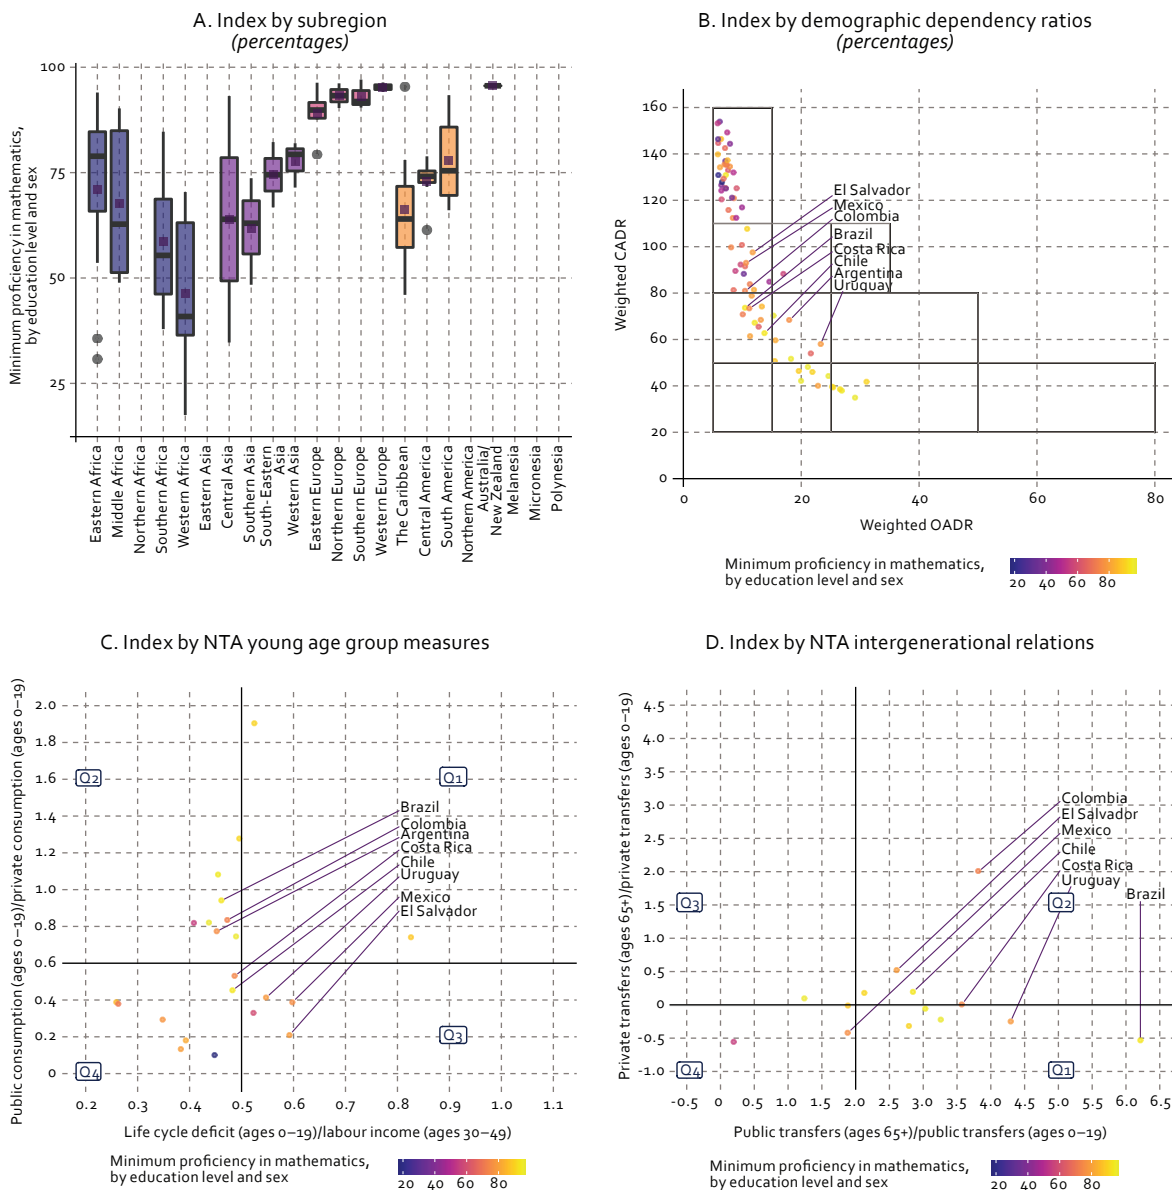 A. Index by subregion
(percentages)
Minimum proficiency in mathematics,
by education level and sex
100
75
50
25
Eastern Africa
Middle Africa
Northern Africa
Southern Africa
Western Africa
Eastern Asia
Central Asia
Southern Asia
South-Eastern
Asia
Western Asia
Eastern Europe
Northern Europe
Southern Europe
Western Europe
The Caribbean
Central America
South America
Northern America
Australia/
New Zealand
Melanesia
Micronesia
Polynesia
B. Index by demographic dependency ratios
(percentages)
Weighted CADR
160
140
120
100
80
60
40
20
0
El Salvador
Mexico
Colombia
Brazil
Costa Rica
Chile
Argentina
Uruguay
0 20 40 60 80
Weighted OADR
Minimum proficiency in mathematics,
by education level and sex
20 40 60 80
C. Index by NTA young age group measures
Public consumption (ages 0–19)/private consumption (ages 0–19)
2.0
1.8
1.6
1.4
1.2
1.0
0.8
0.6
0.4
0.2
0
Q2
Q1
Q3
Q4
Brazil
Colombia
Argentina
Costa Rica
Chile
Uruguay
Mexico
El Salvador
0.2 0.3 0.4 0.5 0.6 0.7 0.8 0.9 1.0 1.1
Life cycle deficit (ages 0–19)/labour income (ages 30–49)
Minimum proficiency in mathematics,
by education level and sex
20 40 60 80
D. Index by NTA intergenerational relations
Private transfers (ages 65+)/private transfers (ages 0–19)
4.5
4.0
3.5
3.0
2.5
2.0
1.5
1.0
0.5
0
-0.5
-1.0
Colombia
El Salvador
Mexico
Chile
Costa Rica
Uruguay
Brazil
Q3
Q2
Q4
Q1
-0.5 0 0.5 1.0 1.5 2.0 2.5 3.0 3.5 4.0 4.5 5.0 5.5 6.0 6.5
Public transfers (ages 65+)/public transfers (ages 0–19)
Minimum proficiency in mathematics,
by education level and sex
20 40 60 80